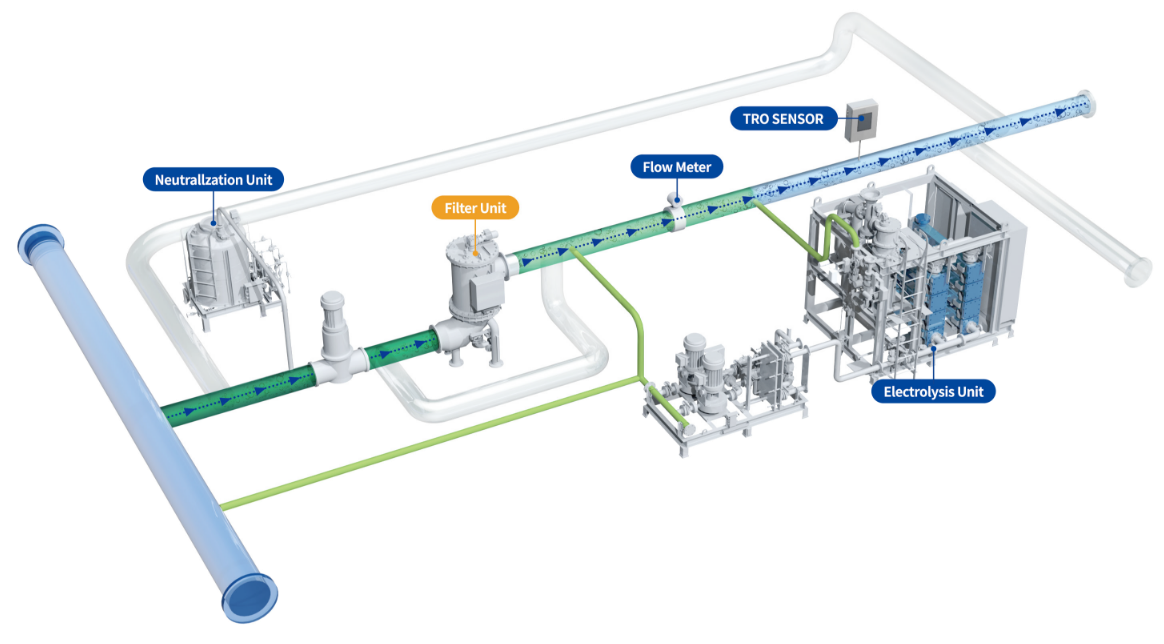 TRO SENSOR
Flow Meter
Neutrallzation Unit
Filter Unit
Electrolysis Unit